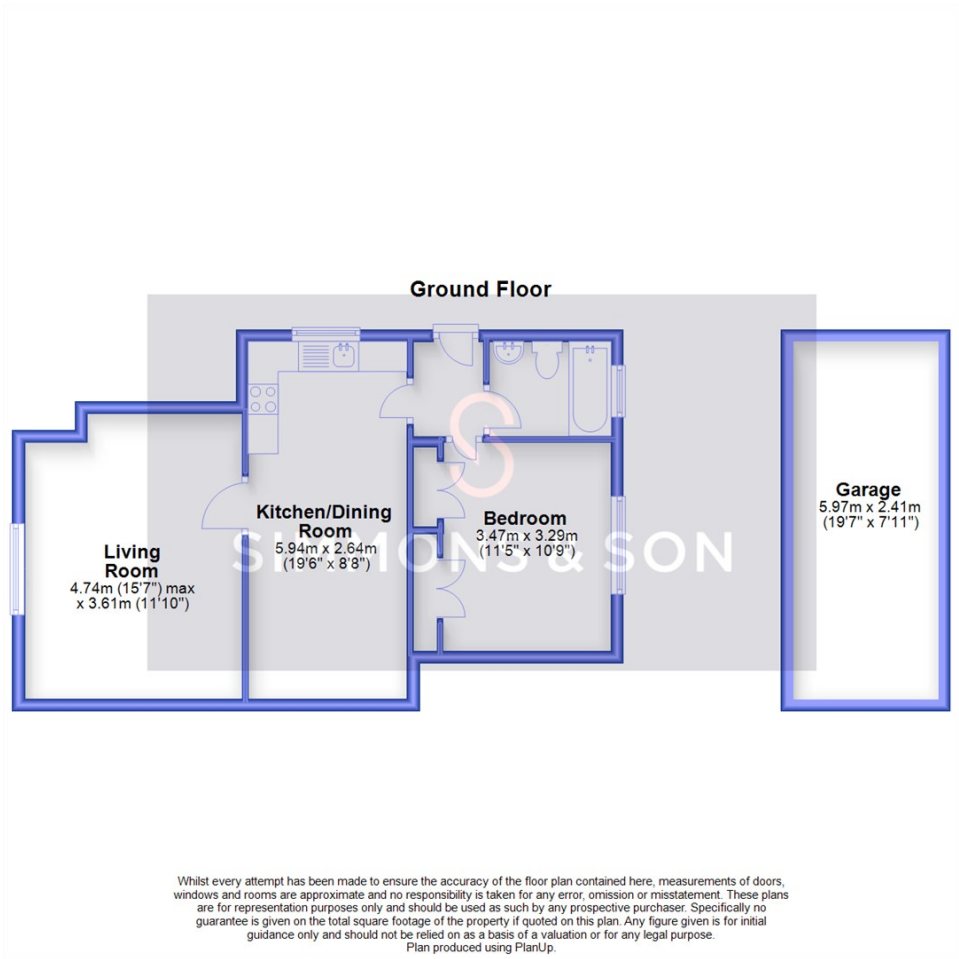 Ground Floor
Kitchen/Dining
Room
5.94m x 2.64m
(19'6" x 8'8")
Living
Room
4.74m (15'7") max
x 3.61m (11'10")
Bedroom
3.47m x 3.29m
(11'5" x 10'9")
Garage
5.97m x 2.41m
(19'7" x 7'11")
SIMMONS & SON
Whilst every attempt has been made to ensure the accuracy of the floor plan contained here, measurements of doors,
windows and rooms are approximate and no responsibility is taken for any error, omission or misstatement. These plans
are for representation purposes only and should be used as such by any prospective purchaser. Specifically no
guarantee is given on the total square footage of the property if quoted on this plan. Any figure given is for initial
guidance only and should not be relied on as a basis of a valuation or for any legal purpose.
Plan produced using PlanUp.